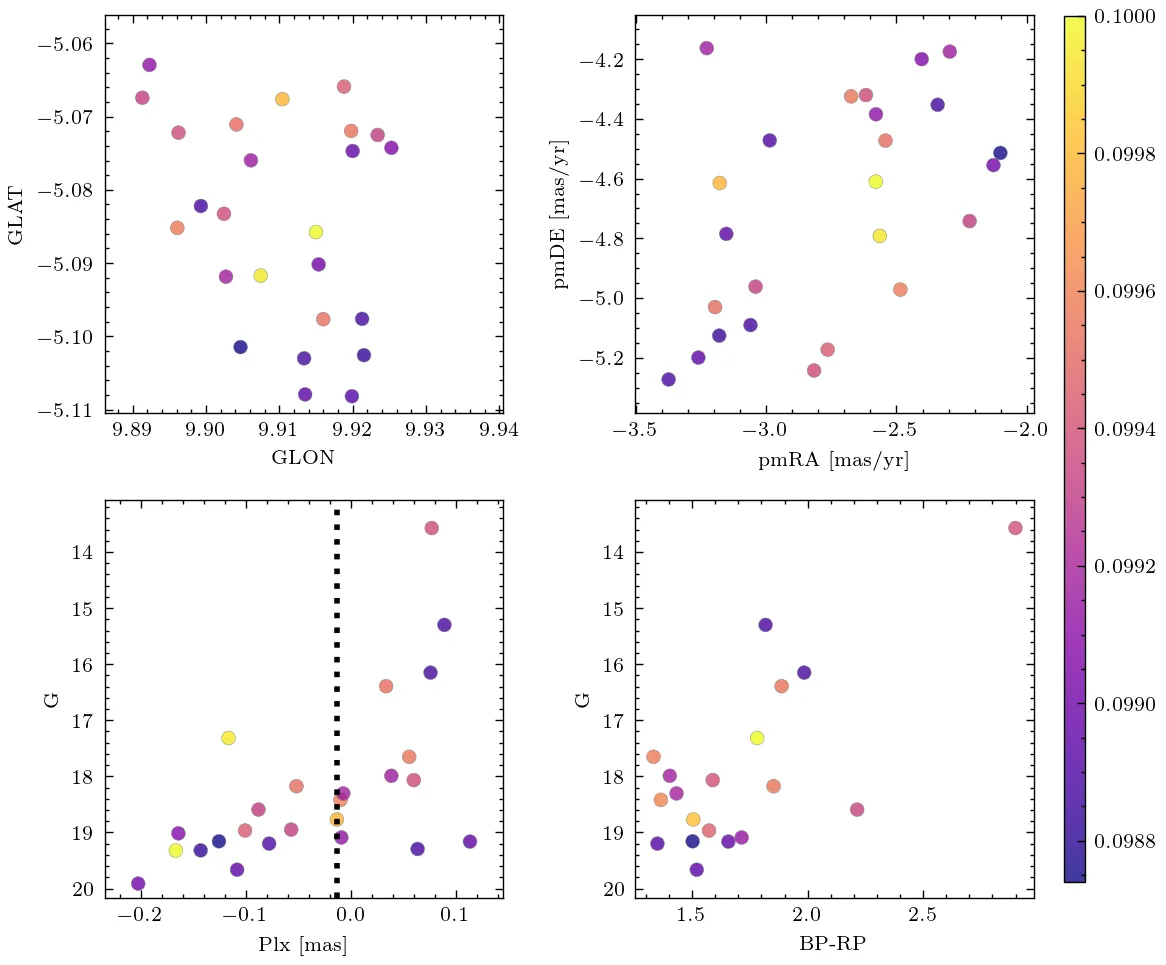 −5.06
−5.07
−5.08
−5.09
−5.10
−5.11
GLAT
9.89 9.90 9.91 9.92 9.93 9.94
GLON
−4.2
−4.4
−4.6
−4.8
−5.0
−5.2
pmDE [mas/yr]
−3.5 −3.0 −2.5 −2.0
pmRA [mas/yr]
0.1000
0.0998
0.0996
0.0994
0.0992
0.0990
0.0988
14
15
16
17
18
19
20
G
−0.2 −0.1 0.0 0.1
Plx [mas]
14
15
16
17
18
19
20
G
1.5 2.0 2.5
BP-RP